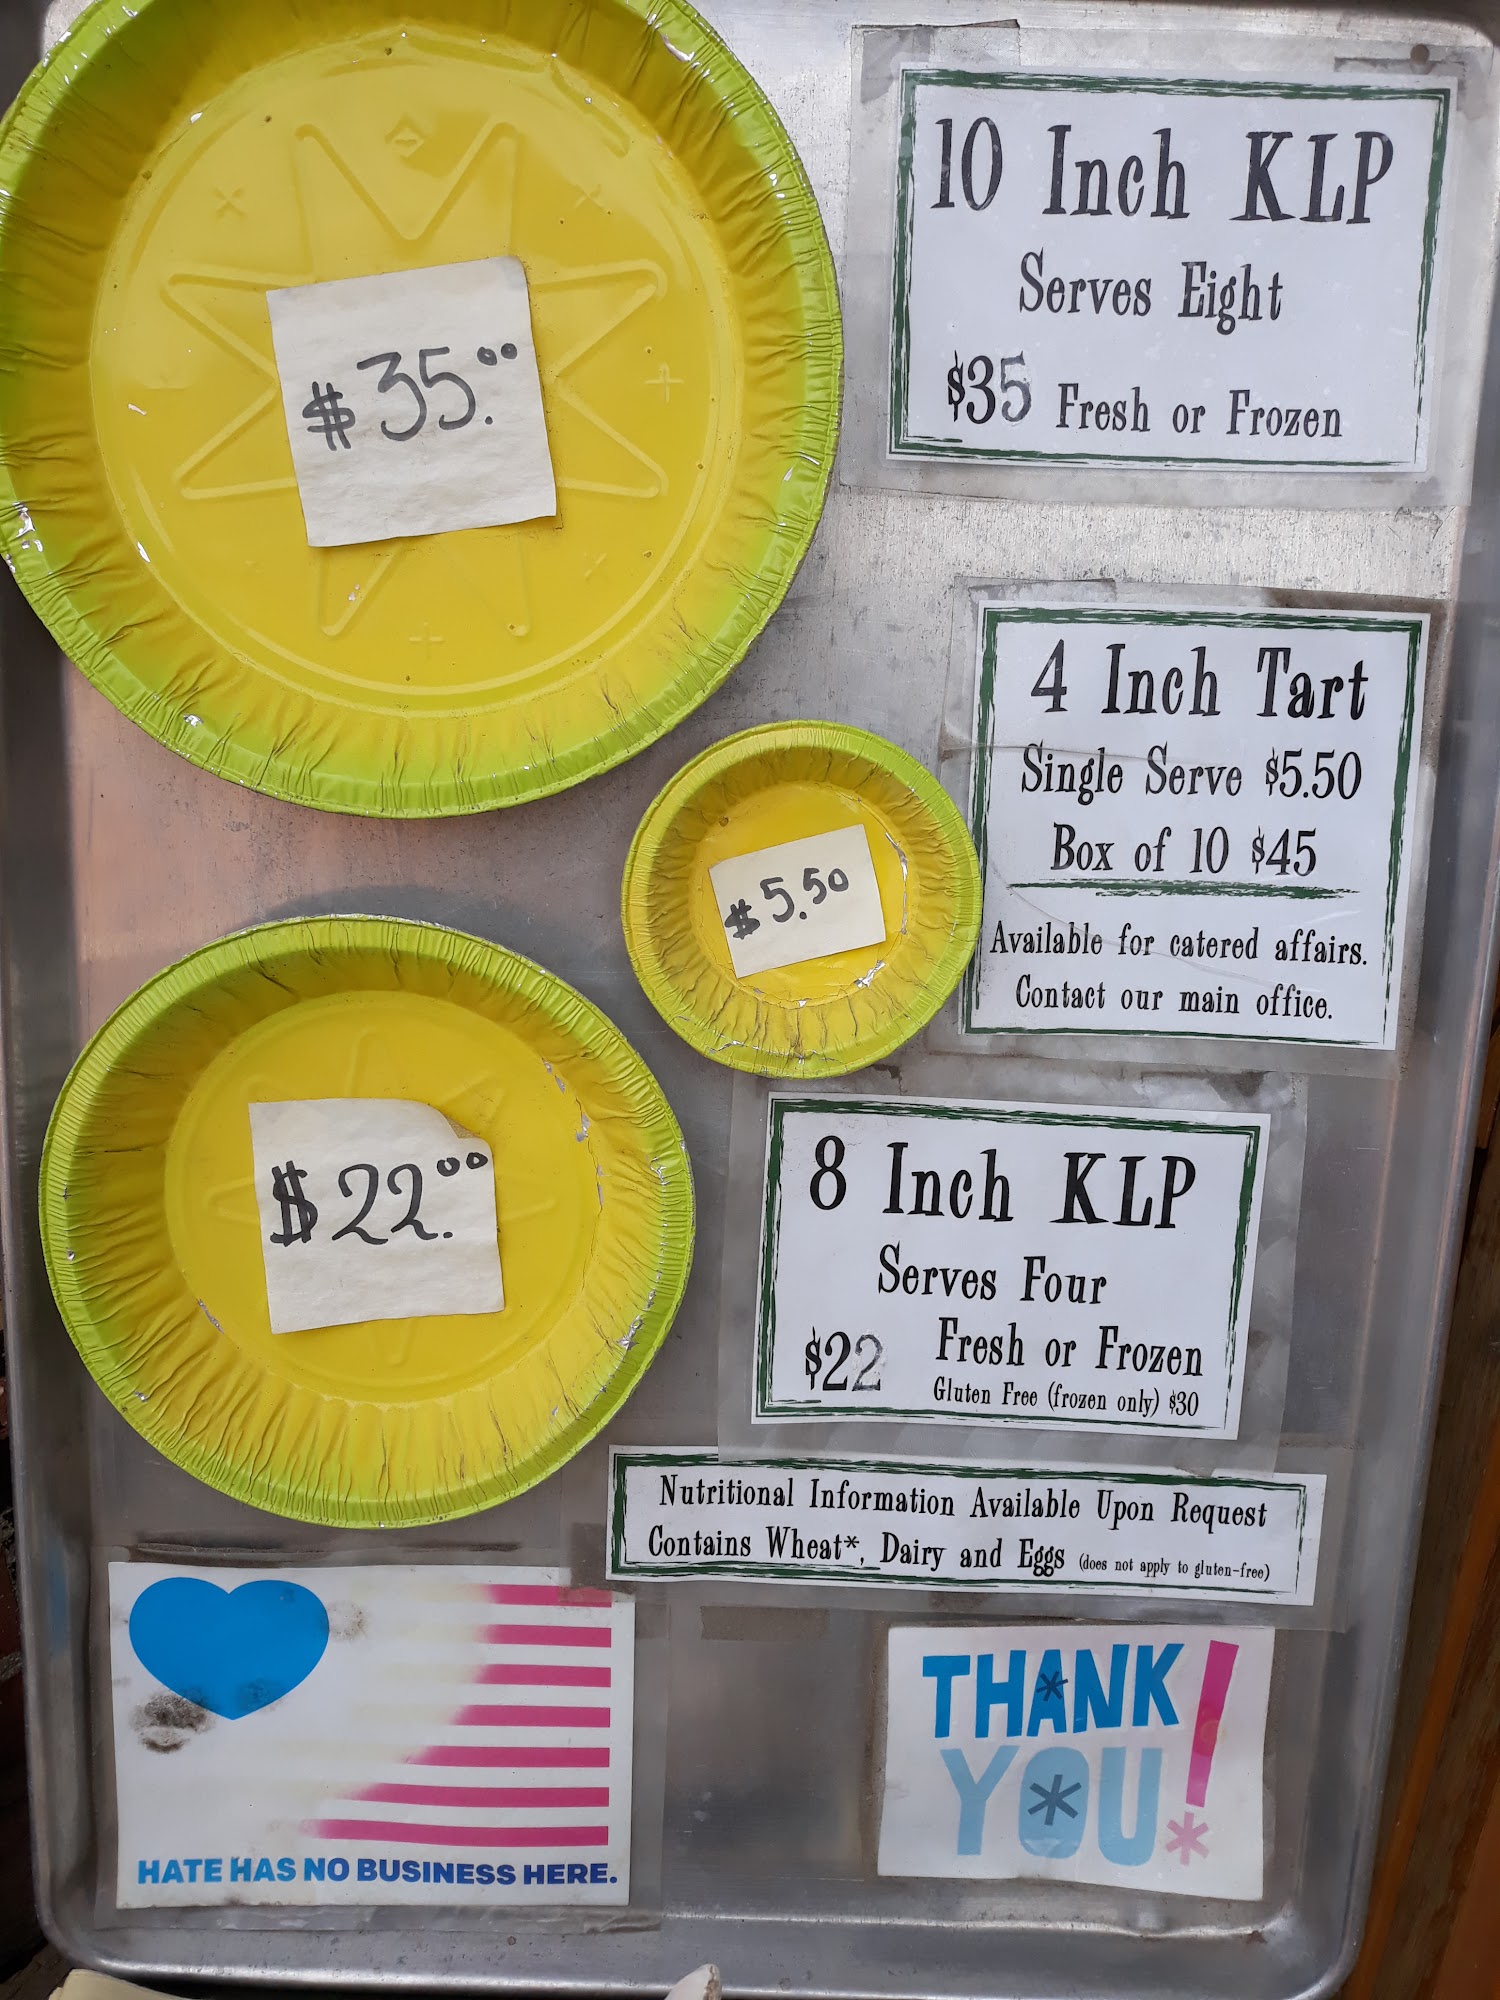 $35.00
10 Inch KLP
Serves Eight
$35 Fresh or Frozen
4 Inch Tart
Single Serve $5.50
Box of 10 $45
Available for catered affairs.
Contact our main office.
$5.50
$22.00
8 Inch KLP
Serves Four
$22 Fresh or Frozen
Gluten Free (frozen only) $30
Nutritional Information Available Upon Request
Contains Wheat*, Dairy and Eggs (does not apply to gluten-free)
HATE HAS NO BUSINESS HERE.
THANK
YOU!